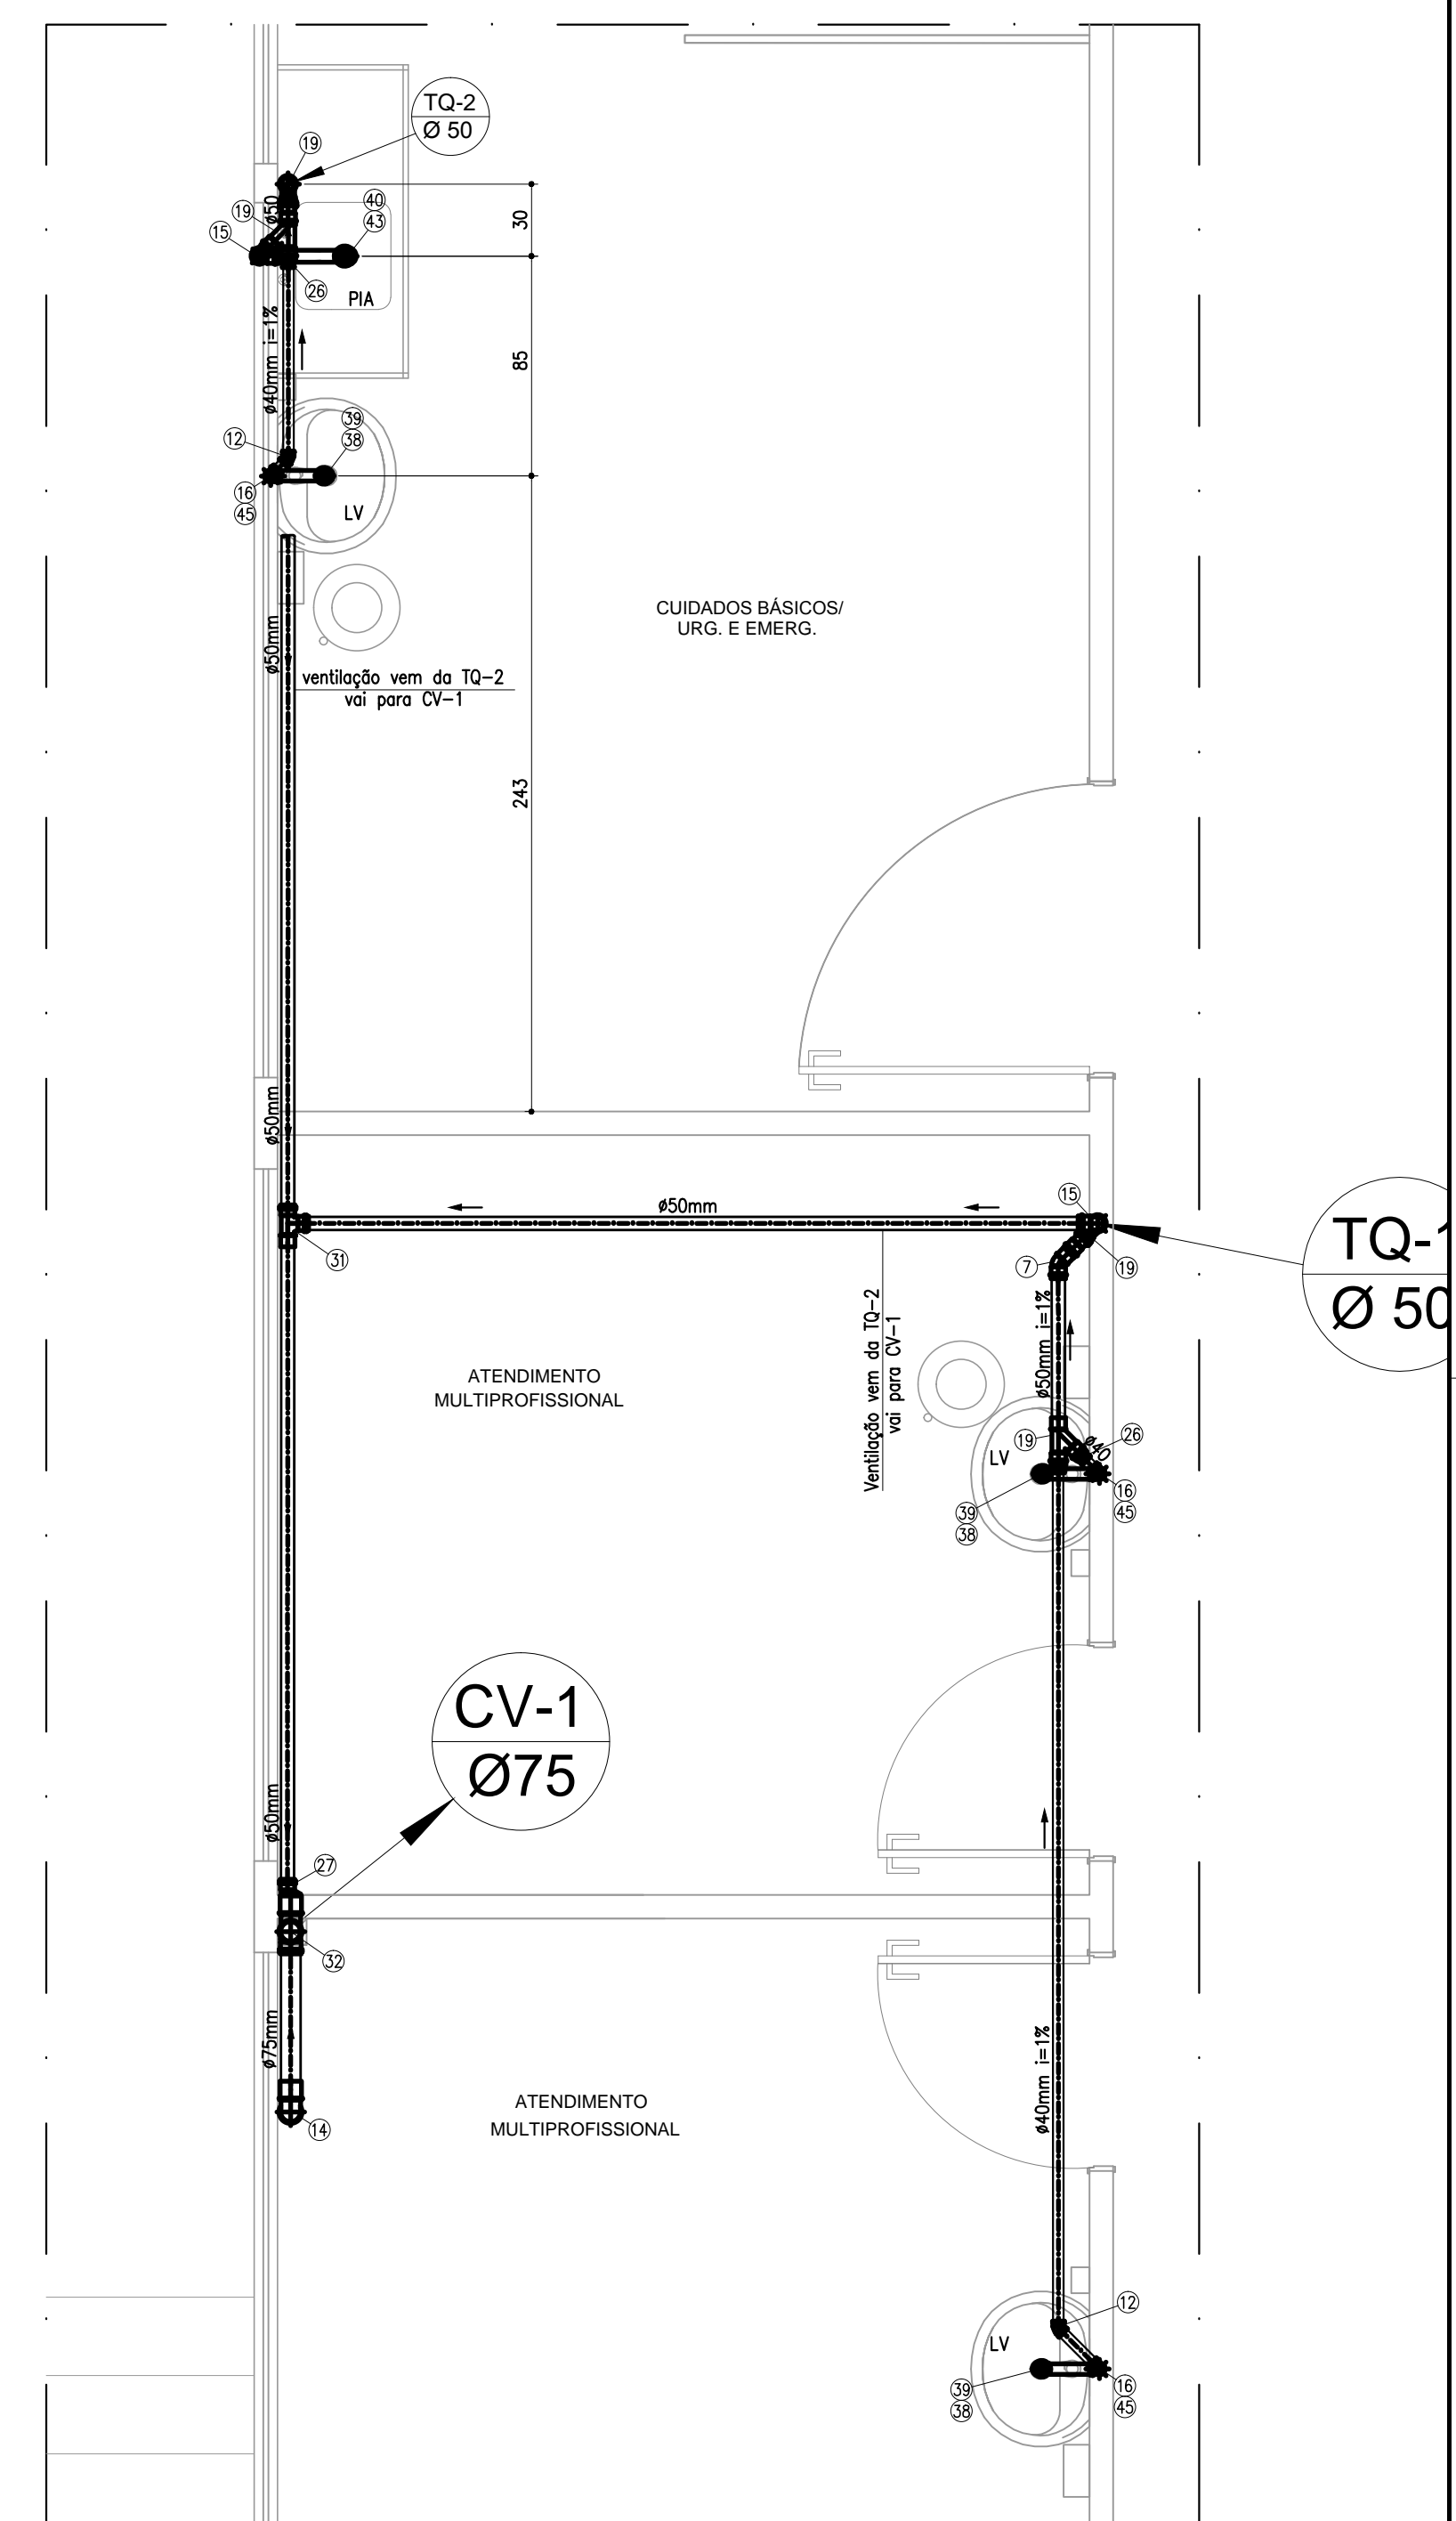 TQ-2
Ø 50
19
ø50
40
43
19
15
30
26
PIA
ø40mm i=1%
85
39
38
12
16
45
LV
CUIDADOS BÁSICOS/
URG. E EMERG.
ø50mm
ventilação vem da TQ-2
vai para CV-1
243
ø50mm
15
ø50mm
TQ-1
Ø 50
31
7
19
Ventilação vem da TQ-2
vai para CV-1
ø50mm i=1%
ATENDIMENTO
MULTIPROFISSIONAL
19
26
ø40
LV
16
45
39
38
CV-1
Ø75
ø50mm
27
32
ø75mm
ø40mm i=1%
ATENDIMENTO
MULTIPROFISSIONAL
14
12
LV
39
38
16
45